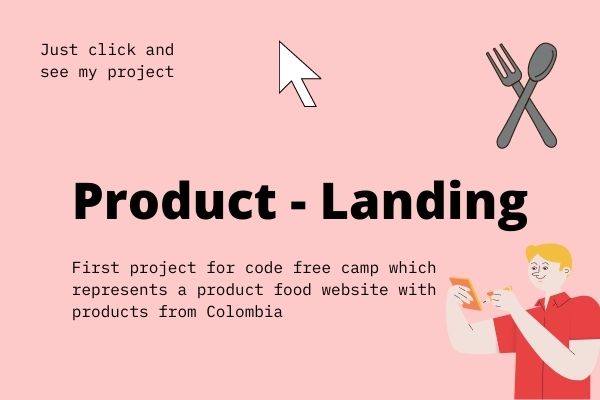 Just click and
see my project
Product - Landing
First project for code free camp which
represents a product food website with
products from Colombia